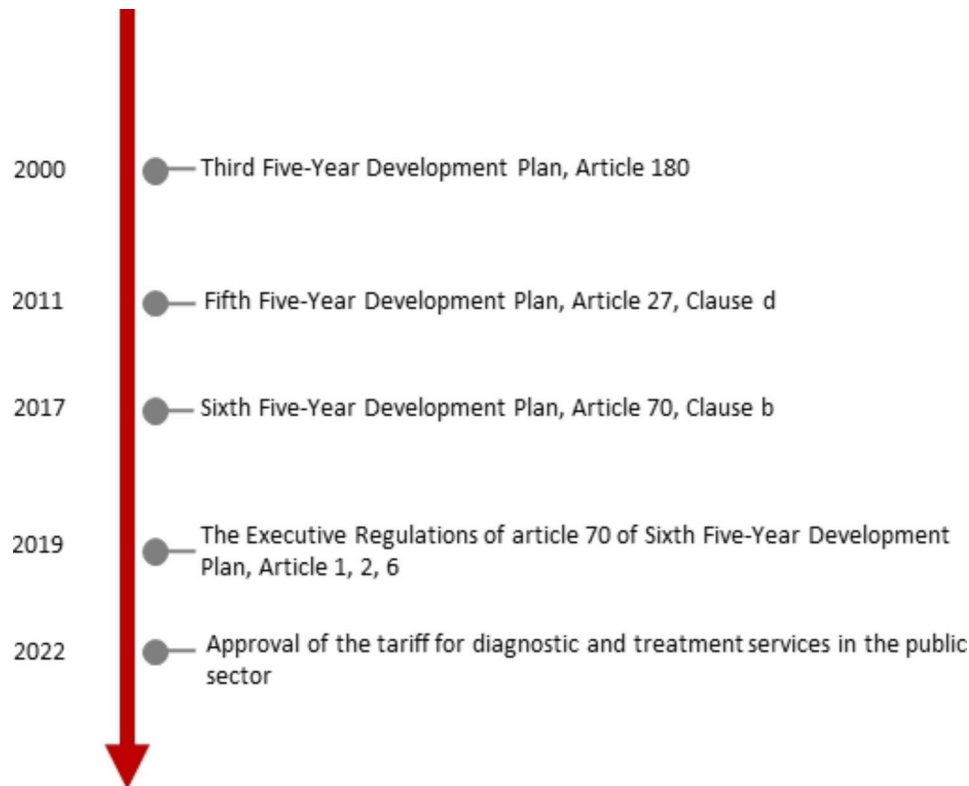 2000 Third Five-Year Development Plan, Article 180
2011 Fifth Five-Year Development Plan, Article 27, Clause d
2017 Sixth Five-Year Development Plan, Article 70, Clause b
2019 The Executive Regulations of article 70 of Sixth Five-Year Development
Plan, Article 1, 2, 6
2022 Approval of the tariff for diagnostic and treatment services in the public
sector